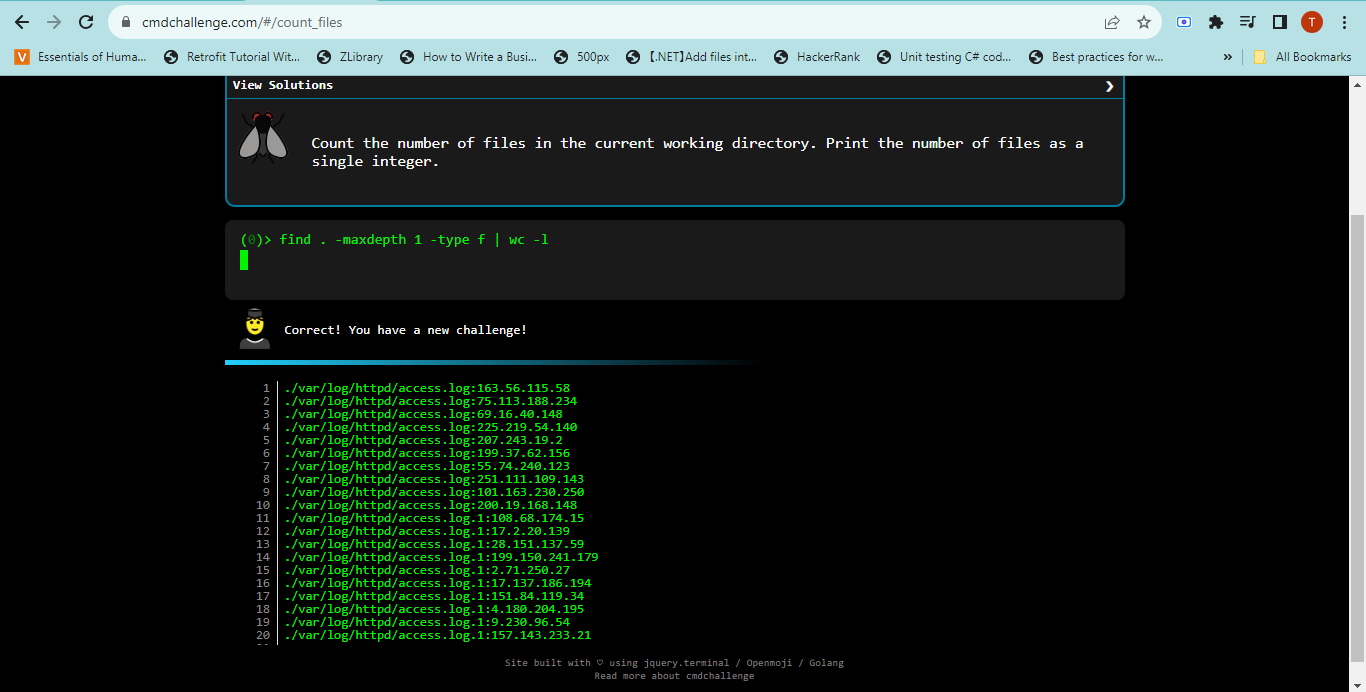 cmdchallenge.com/#/count_files
T
V Essentials of Huma... Retrofit Tutorial Wit... ZLibrary How to Write a Busi... 500px 【.NET】Add files int... HackerRank Unit testing C# cod... Best practices for w... » All Bookmarks
View Solutions ❯
Count the number of files in the current working directory. Print the number of files as a
single integer.
(0)> find . -maxdepth 1 -type f | wc -l
Correct! You have a new challenge!
1 ./var/log/httpd/access.log:163.56.115.58
2 ./var/log/httpd/access.log:75.113.188.234
3 ./var/log/httpd/access.log:69.16.40.148
4 ./var/log/httpd/access.log:225.219.54.140
5 ./var/log/httpd/access.log:207.243.19.2
6 ./var/log/httpd/access.log:199.37.62.156
7 ./var/log/httpd/access.log:55.74.240.123
8 ./var/log/httpd/access.log:251.111.109.143
9 ./var/log/httpd/access.log:101.163.230.250
10 ./var/log/httpd/access.log:200.19.168.148
11 ./var/log/httpd/access.log.1:108.68.174.15
12 ./var/log/httpd/access.log.1:17.2.20.139
13 ./var/log/httpd/access.log.1:28.151.137.59
14 ./var/log/httpd/access.log.1:199.150.241.179
15 ./var/log/httpd/access.log.1:2.71.250.27
16 ./var/log/httpd/access.log.1:17.137.186.194
17 ./var/log/httpd/access.log.1:151.84.119.34
18 ./var/log/httpd/access.log.1:4.180.204.195
19 ./var/log/httpd/access.log.1:9.230.96.54
20 ./var/log/httpd/access.log.1:157.143.233.21
Site built with ♡ using jquery.terminal / Openmoji / Golang
Read more about cmdchallenge